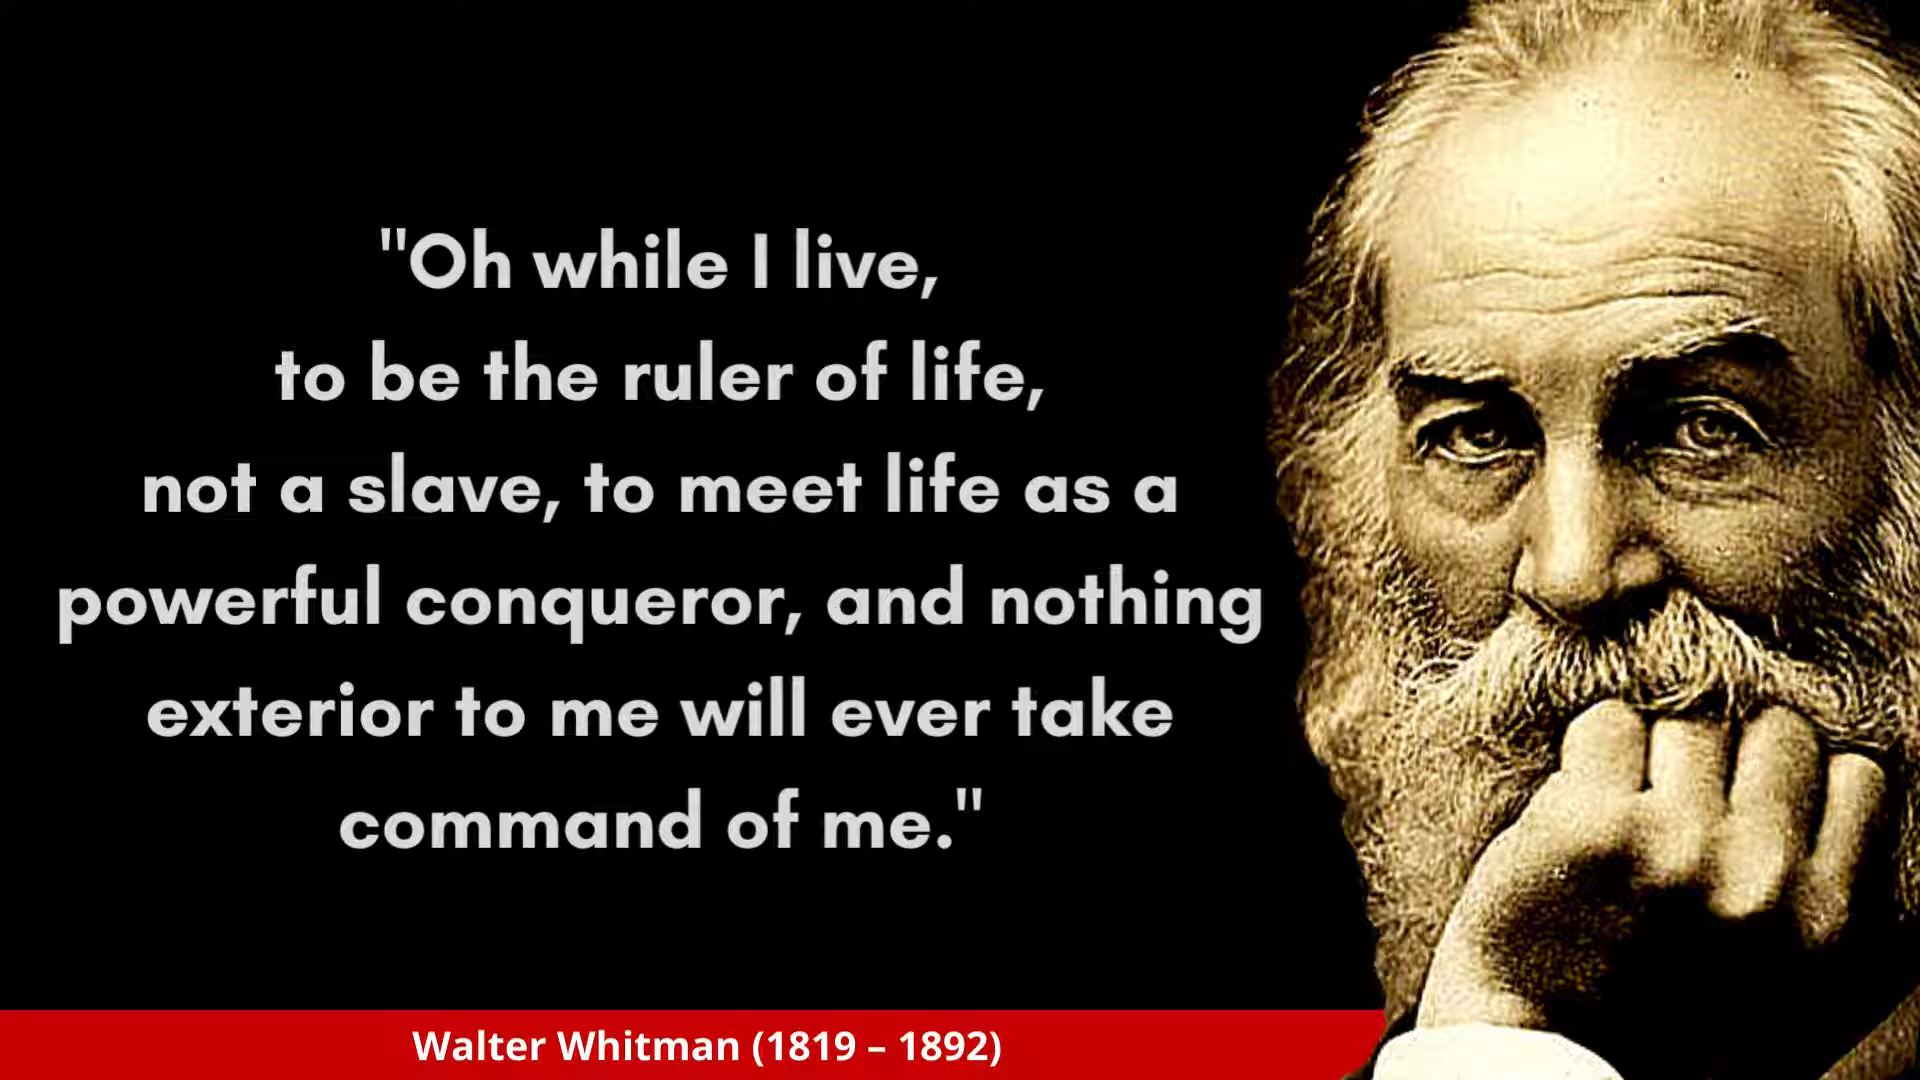 "Oh while I live,
to be the ruler of life,
not a slave, to meet life as a
powerful conqueror, and nothing
exterior to me will ever take
command of me."
Walter Whitman (1819 – 1892)